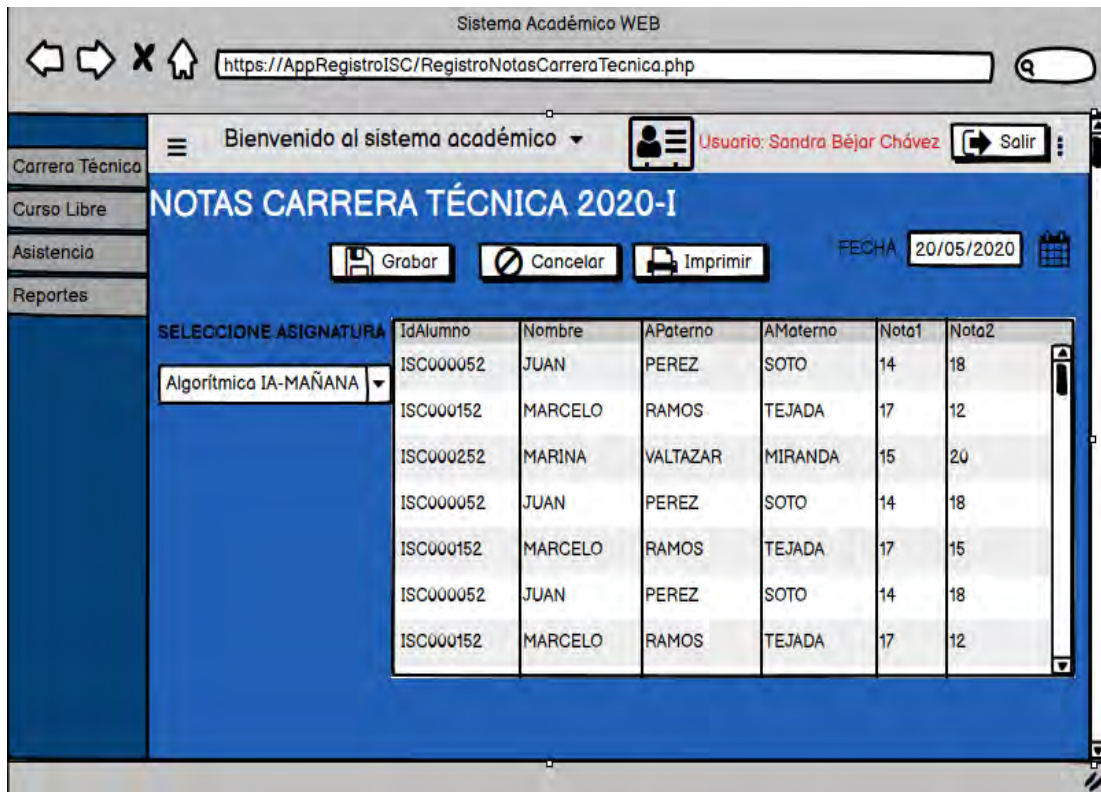 Sistema Académico WEB
https://AppRegistroISC/RegistroNotasCarreraTecnica.php
Bienvenido al sistema académico
Usuario: Sandra Béjar Chávez
Salir
Carrera Técnica
Curso Libre
Asistencia
Reportes
NOTAS CARRERA TÉCNICA 2020-I
Grabar Cancelar Imprimir
FECHA 20/05/2020
SELECCIONE ASIGNATURA
Algorítmica IA-MAÑANA
IdAlumno Nombre APaterno AMaterno Nota1 Nota2
ISC000052 JUAN PEREZ SOTO 14 18
ISC000152 MARCELO RAMOS TEJADA 17 12
ISC000252 MARINA VALTAZAR MIRANDA 15 20
ISC000052 JUAN PEREZ SOTO 14 18
ISC000152 MARCELO RAMOS TEJADA 17 15
ISC000052 JUAN PEREZ SOTO 14 18
ISC000152 MARCELO RAMOS TEJADA 17 12